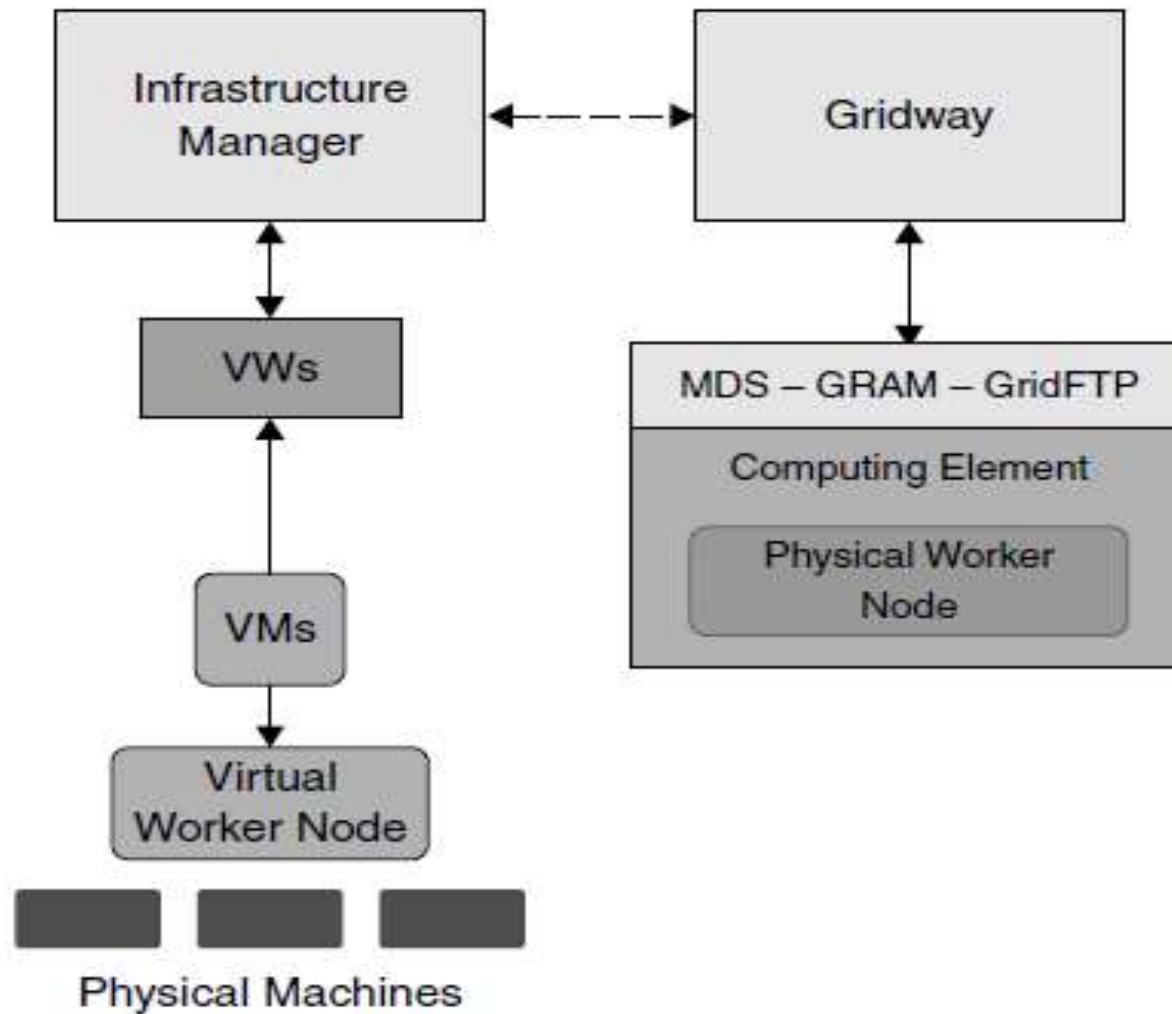 Infrastructure
Manager
Gridway
VWs
MDS – GRAM – GridFTP
Computing Element
Physical Worker
Node
VMs
Virtual
Worker Node
Physical Machines